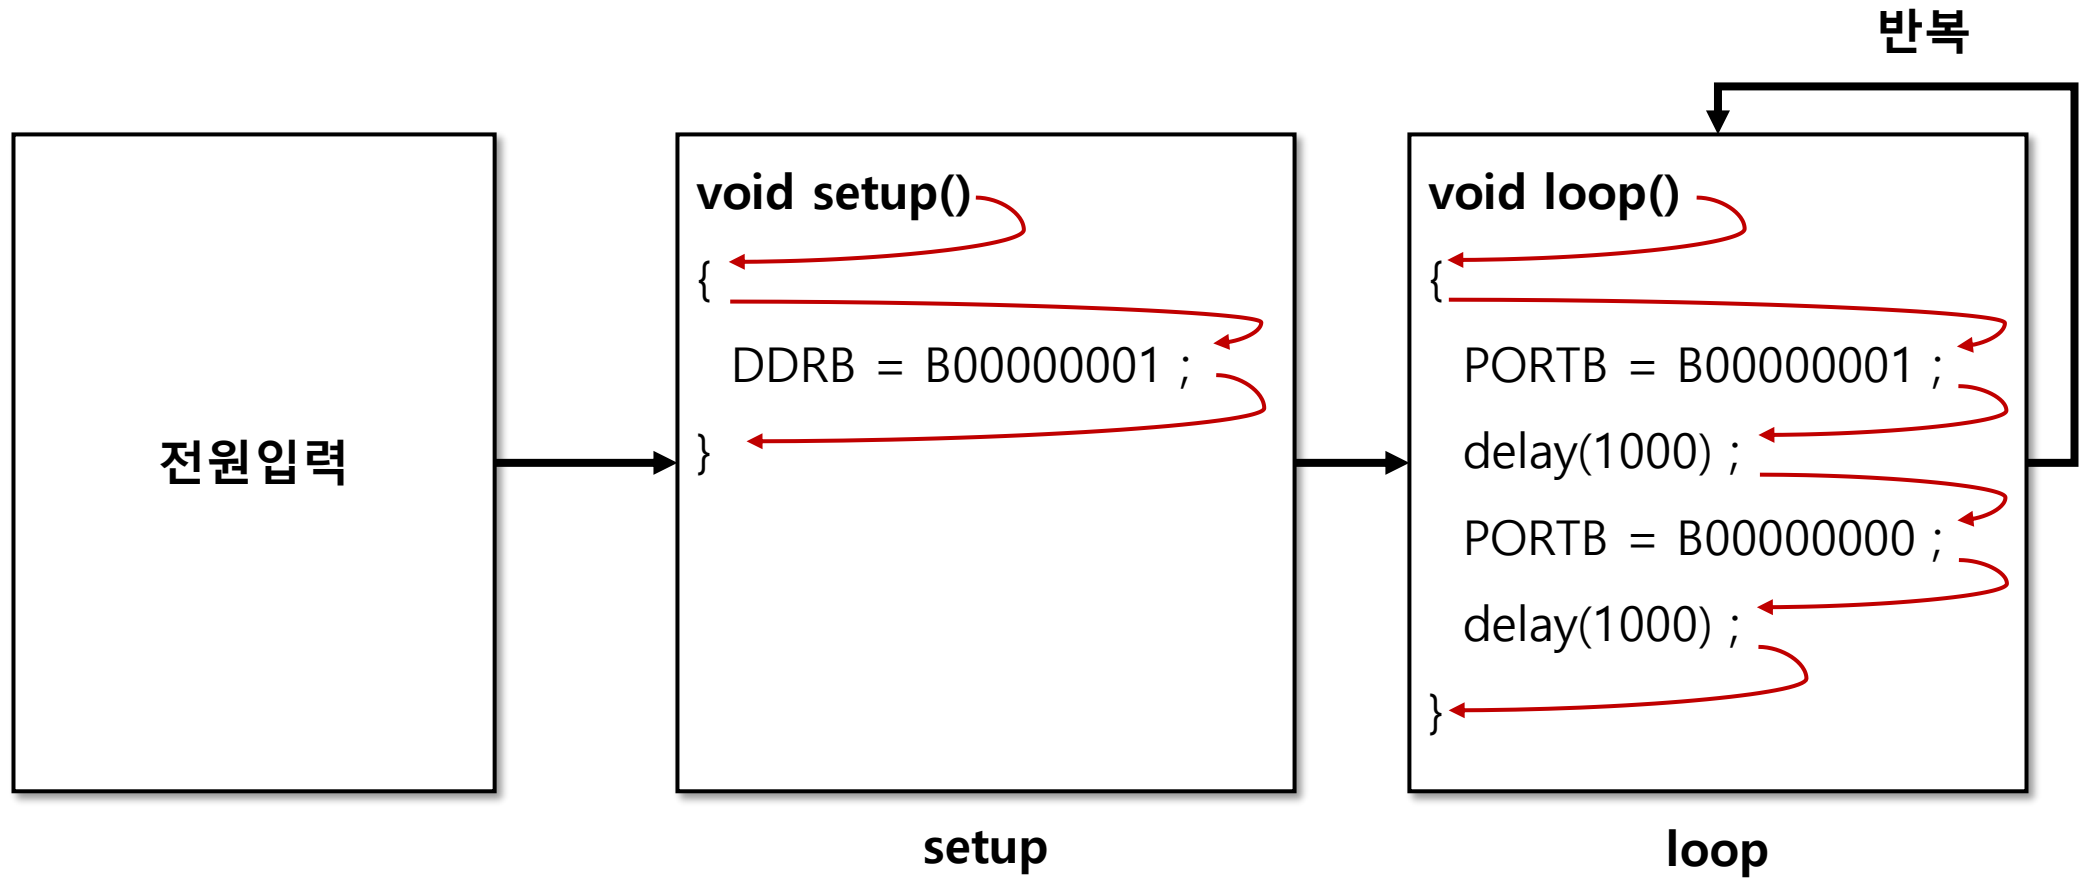 반복
전원입력
void setup()
{
DDRB = B00000001 ;
}
setup
void loop()
{
PORTB = B00000001 ;
delay(1000) ;
PORTB = B00000000 ;
delay(1000) ;
}
loop